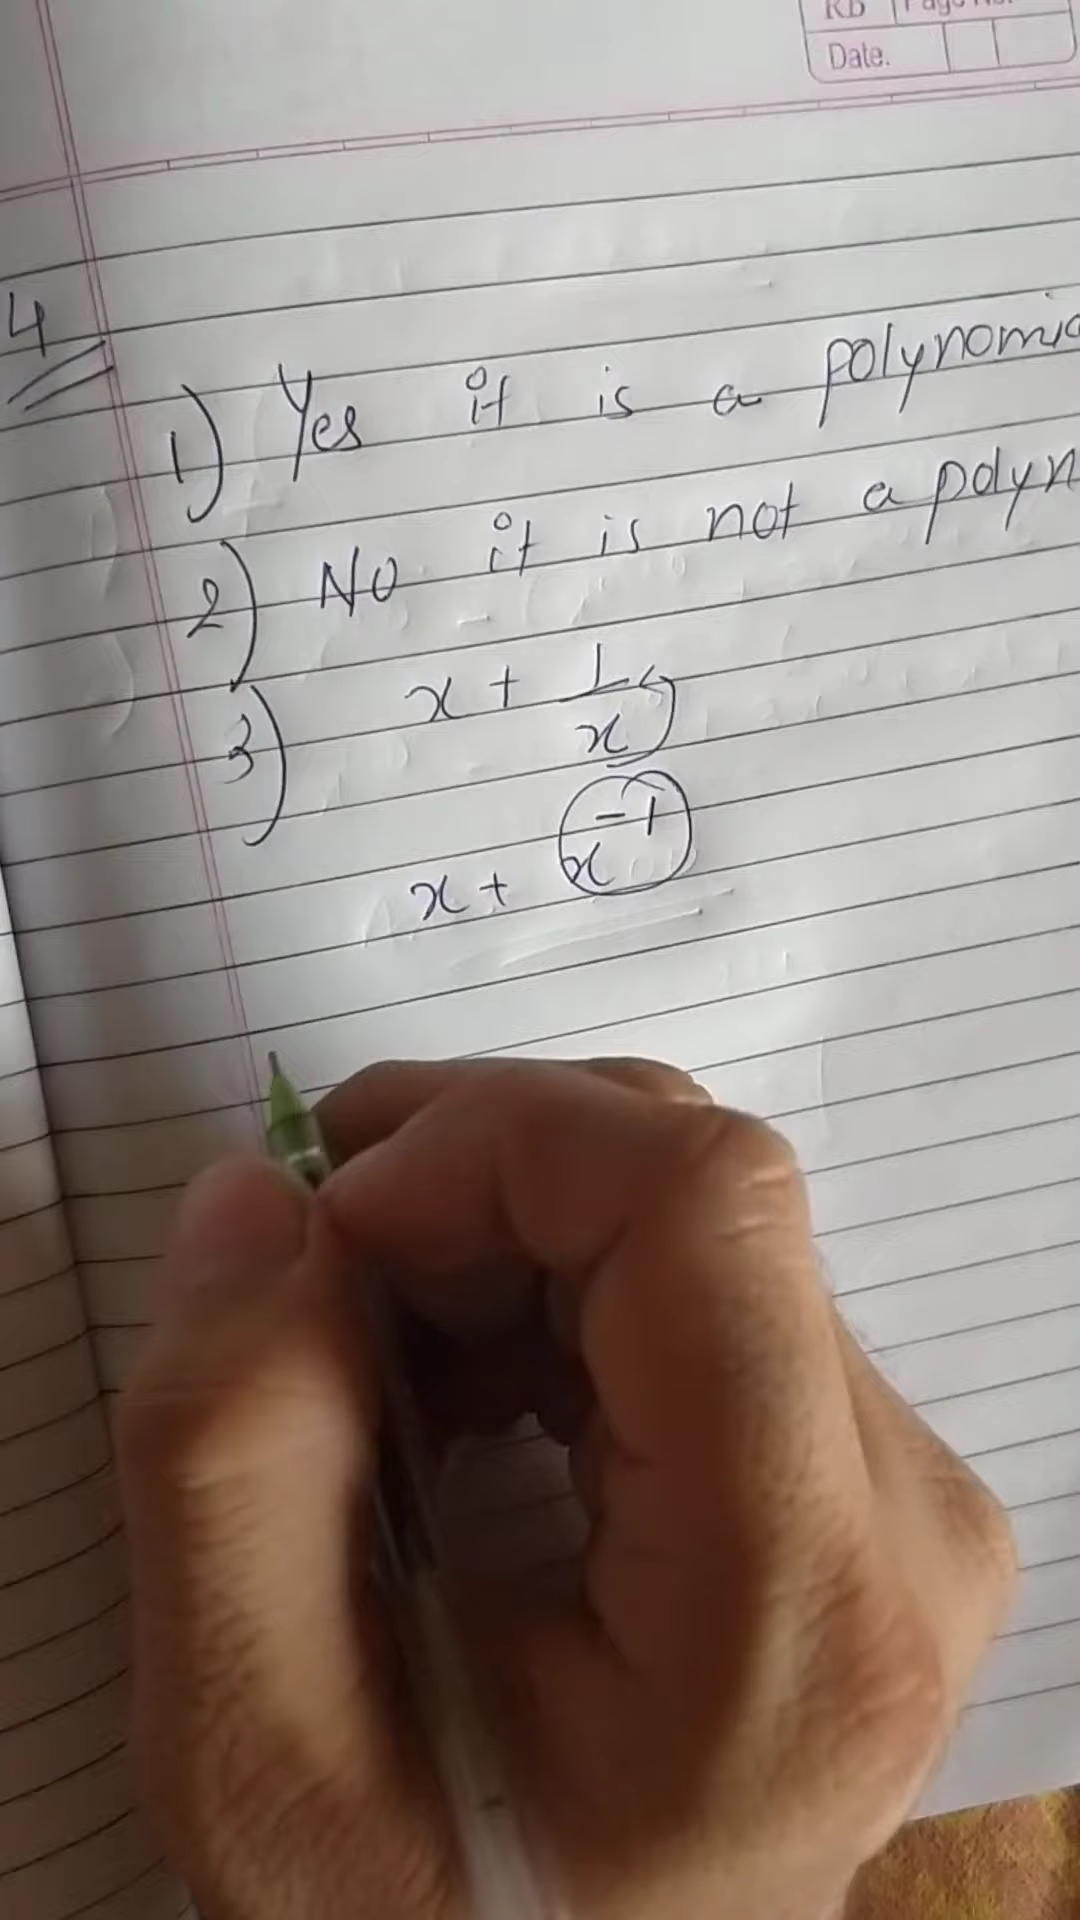 Date.
4
1) Yes it is a polynomia
2) No it is not a polyn
3) x + 1/x
x + x⁻¹